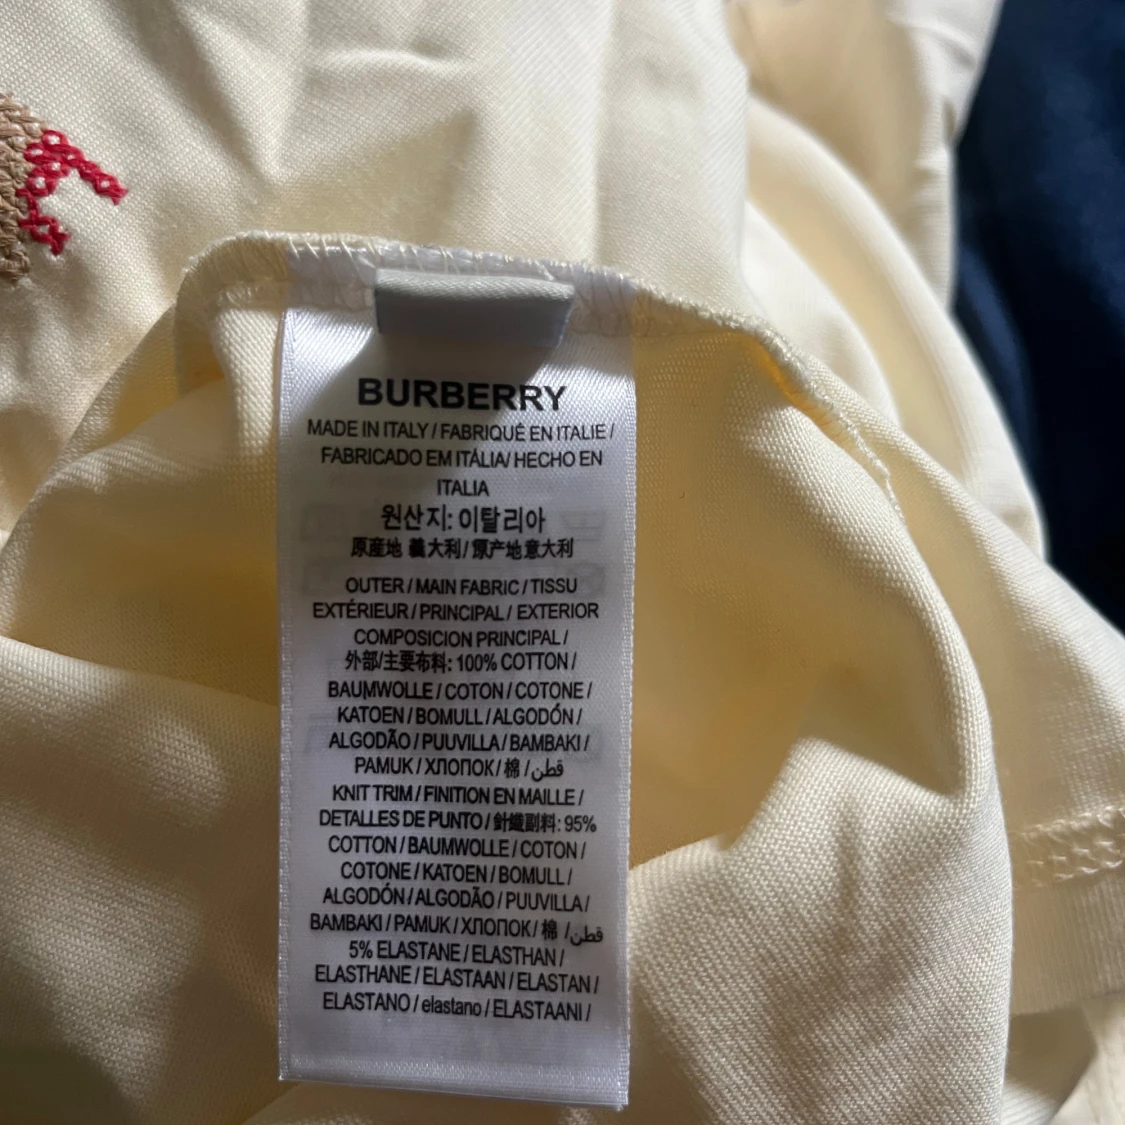 BURBERRY
MADE IN ITALY / FABRIQUÉ EN ITALIE /
FABRICADO EM ITÁLIA/ HECHO EN
ITALIA
원산지: 이탈리아
原産地 義大利 / 原产地意大利
OUTER / MAIN FABRIC / TISSU
EXTÉRIEUR / PRINCIPAL / EXTERIOR
COMPOSICION PRINCIPAL /
外部/主要布料: 100% COTTON /
BAUMWOLLE / COTON / COTONE /
KATOEN / BOMULL / ALGODÓN /
ALGODÃO / PUUVILLA / BAMBAKI /
PAMUK / ХЛОПОК / 棉 / قطن
KNIT TRIM / FINITION EN MAILLE /
DETALLES DE PUNTO / 針織副料: 95%
COTTON / BAUMWOLLE / COTON /
COTONE / KATOEN / BOMULL /
ALGODÓN / ALGODÃO / PUUVILLA /
BAMBAKI / PAMUK / ХЛОПОК / 棉 / قطن
5% ELASTANE / ELASTHAN /
ELASTHANE / ELASTAAN / ELASTAN /
ELASTANO / elastano / ELASTAANI /